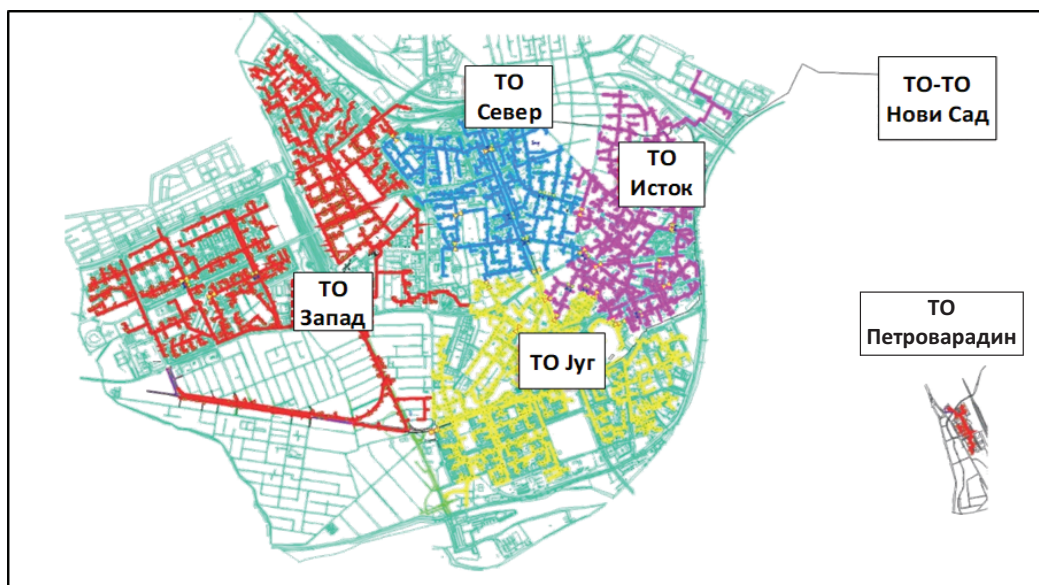 ТО
Север
ТО-ТО
Нови Сад
ТО
Исток
ТО
Запад
ТО
Петроварадин
ТО Југ